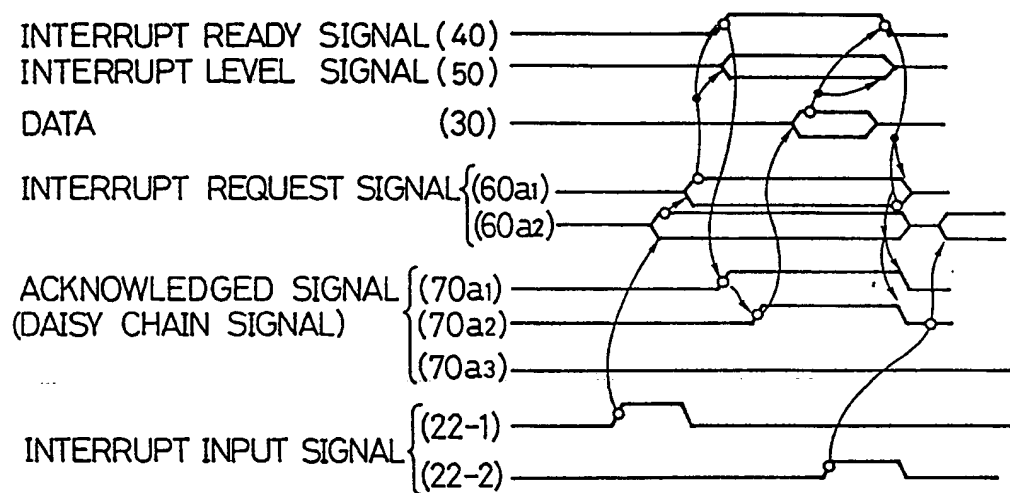 INTERRUPT READY SIGNAL (40)
INTERRUPT LEVEL SIGNAL (50)
DATA (30)
INTERRUPT REQUEST SIGNAL (60a1)
(60a2)
ACKNOWLEDGED SIGNAL (70a1)
(DAISY CHAIN SIGNAL) (70a2)
(70a3)
INTERRUPT INPUT SIGNAL (22-1)
(22-2)